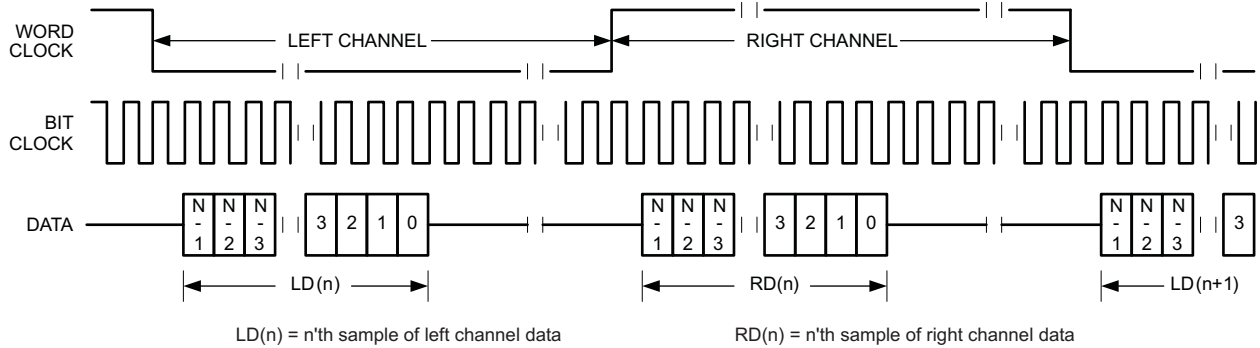 WORD
CLOCK
LEFT CHANNEL
RIGHT CHANNEL
BIT
CLOCK
DATA
N-1 N-2 N-3 3 2 1 0 N-1 N-2 N-3 3 2 1 0 N-1 N-2 N-3 3
LD(n) RD(n) LD(n+1)
LD(n) = n'th sample of left channel data RD(n) = n'th sample of right channel data